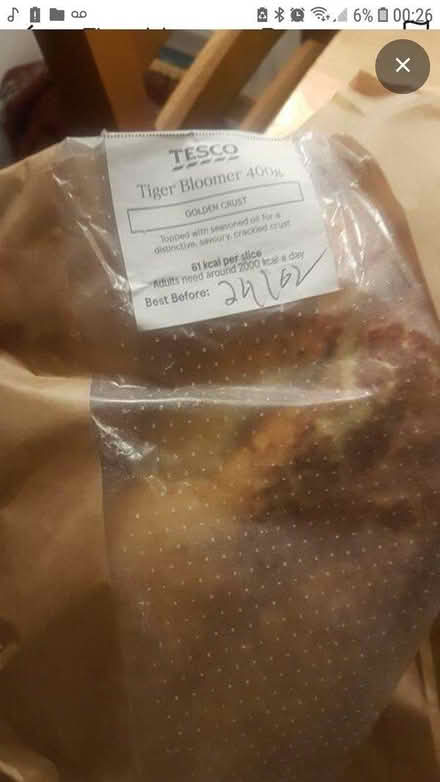 6% 00:26
TESCO
Tiger Bloomer 400g
GOLDEN CRUST
Topped with seasoned oil for a
distinctive, savoury, crackled crust
61 kcal per slice
Adults need around 2000 kcal a day
Best Before: 24/02